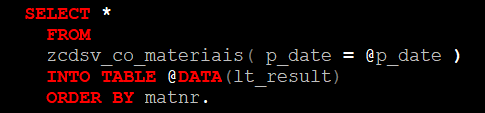 SELECT *
FROM
zcdsv_co_materiais( p_date = @p_date )
INTO TABLE @DATA(lt_result)
ORDER BY matnr.